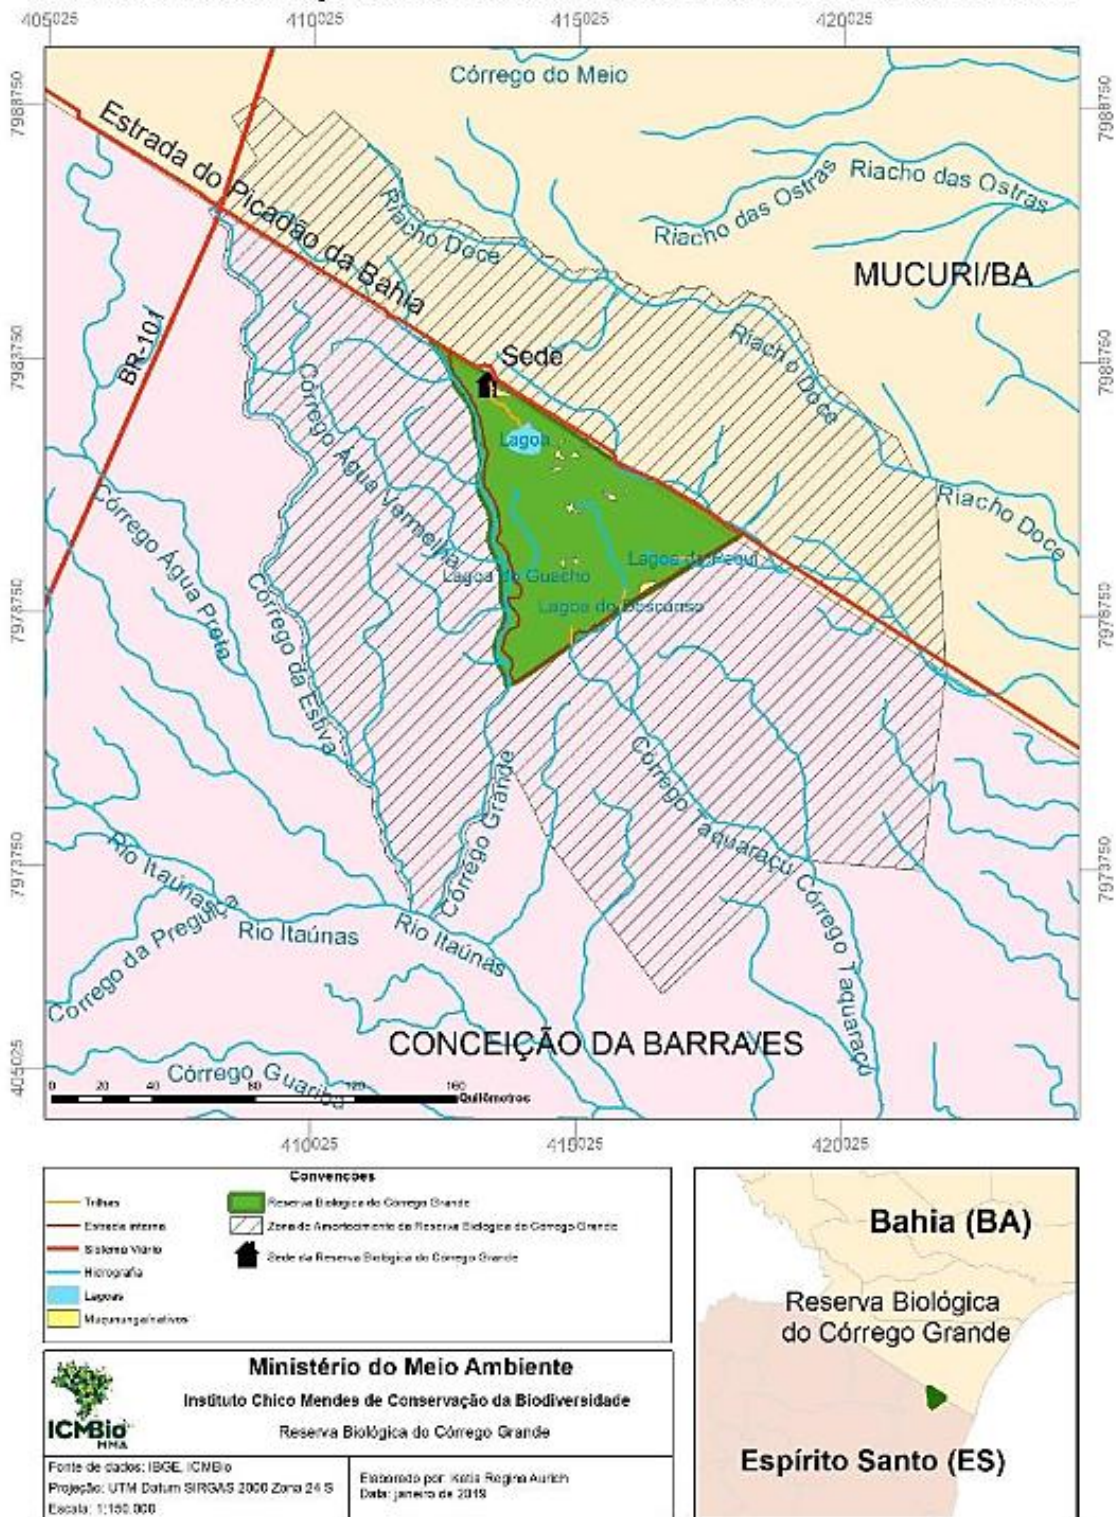 405025 410025 415025 420025
7988750
7988750
Córrego do Meio
Estrada do Picadão da Bahia
Riacho das Ostras
Riacho das Ostras
Riacho Doce
MUCURI/BA
BR-101
7983750
7983750
Sede
Riacho Doce
Lagoa
Córrego Água Vermelha
Riacho Doce
Córrego Água Preta
Lagoa do Pequi
Lagoa do Guacho
Lagoa do Descanso
7978750
7978750
Córrego da Estiva
Córrego Grande
Córrego Taquaraçu
Córrego Taquaraçu
7973750
7973750
Rio Itaúnas
Córrego da Preguiça
Rio Itaúnas
Rio Itaúnas
CONCEIÇÃO DA BARRA/ES
405025
Córrego Guariba
0 20 40 80 120 160
Quilômetros
410025 415025 420025
Convenções
Trilhas
Estrada interna
Sistema Viário
Hidrografia
Lagoas
Muçununga/nativos
Reserva Biológica do Córrego Grande
Zona de Amortecimento da Reserva Biológica do Córrego Grande
Sede da Reserva Biológica do Córrego Grande
Bahia (BA)
Reserva Biológica
do Córrego Grande
Espírito Santo (ES)
ICMBio
MMA
Ministério do Meio Ambiente
Instituto Chico Mendes de Conservação da Biodiversidade
Reserva Biológica do Córrego Grande
Fonte de dados: IBGE, ICMBio
Projeção: UTM Datum SIRGAS 2000 Zona 24 S
Escala: 1:150.000
Elaborado por: Katia Regina Aurich
Data: janeiro de 2019